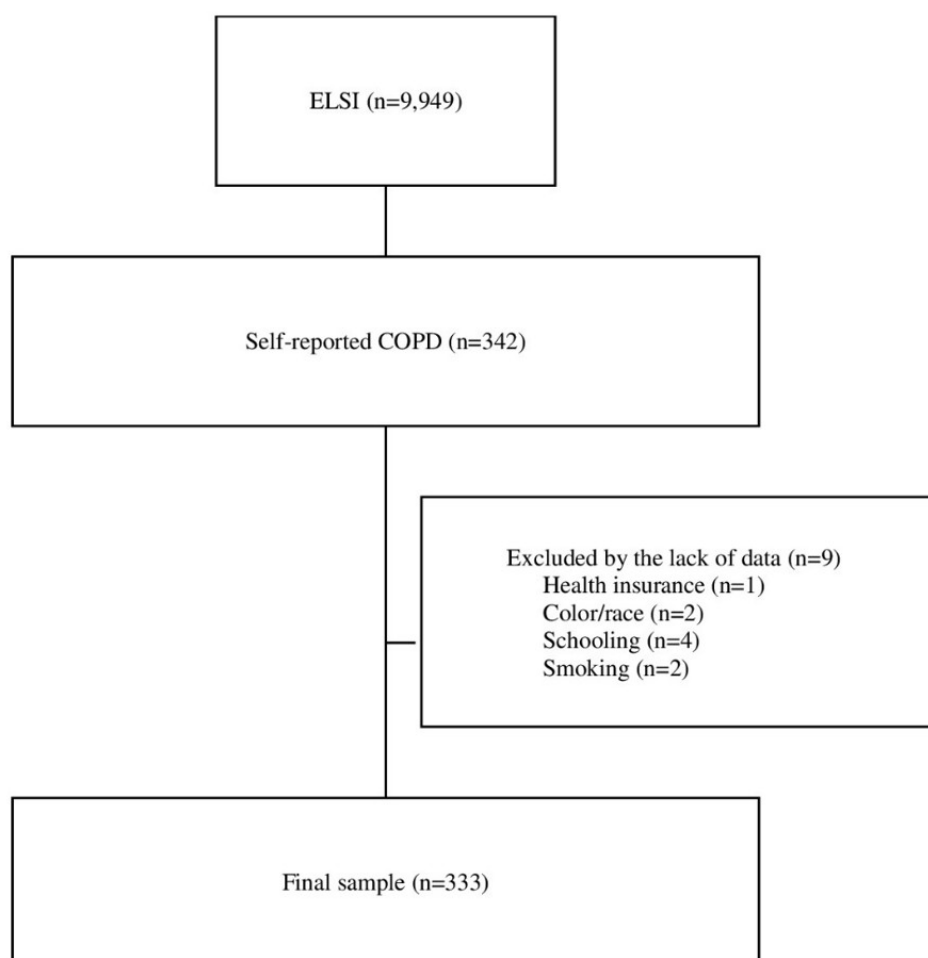 ELSI (n=9,949)
Self-reported COPD (n=342)
Excluded by the lack of data (n=9)
Health insurance (n=1)
Color/race (n=2)
Schooling (n=4)
Smoking (n=2)
Final sample (n=333)